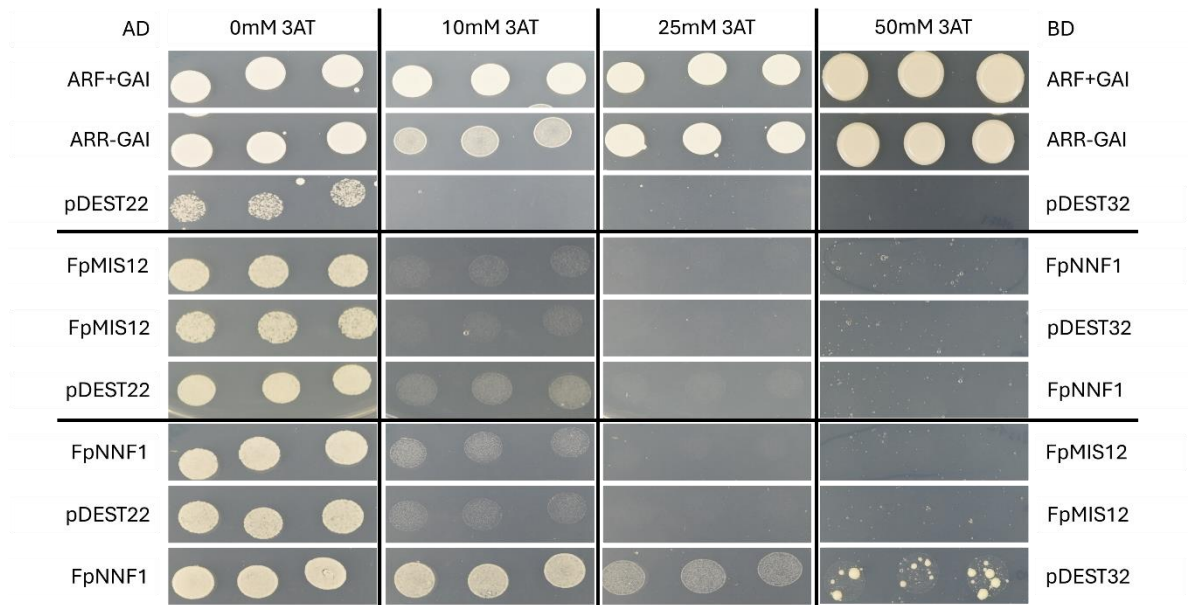 AD 0mM 3AT 10mM 3AT 25mM 3AT 50mM 3AT BD
ARF+GAI ARF+GAI
ARR-GAI ARR-GAI
pDEST22 pDEST32
FpMIS12 FpNNF1
FpMIS12 pDEST32
pDEST22 FpNNF1
FpNNF1 FpMIS12
pDEST22 FpMIS12
FpNNF1 pDEST32